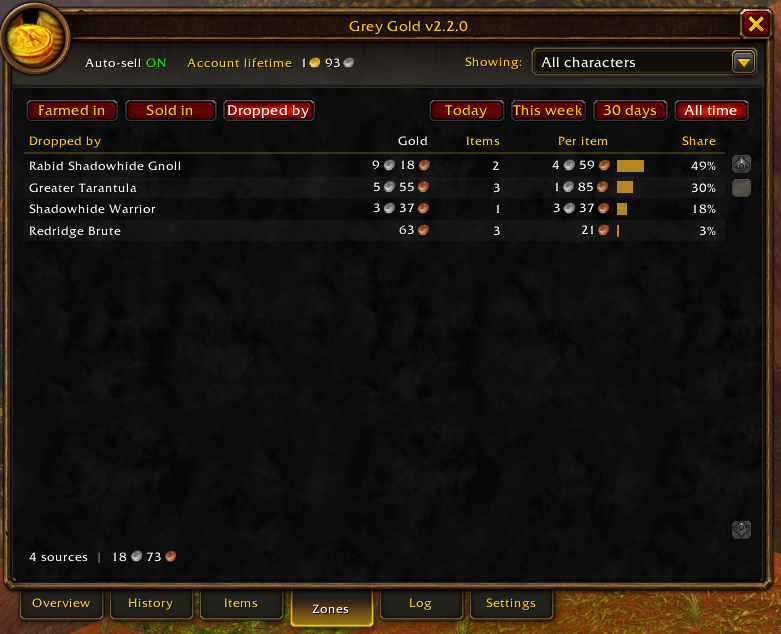 Grey Gold v2.2.0
Auto-sell ON Account lifetime 1 93 Showing: All characters
Farmed in Sold in Dropped by Today This week 30 days All time
Dropped by Gold Items Per item Share
Rabid Shadowhide Gnoll 9 18 2 4 59 49%
Greater Tarantula 5 55 3 1 85 30%
Shadowhide Warrior 3 37 1 3 37 18%
Redridge Brute 63 3 21 3%
4 sources | 18 73
Overview History Items Zones Log Settings